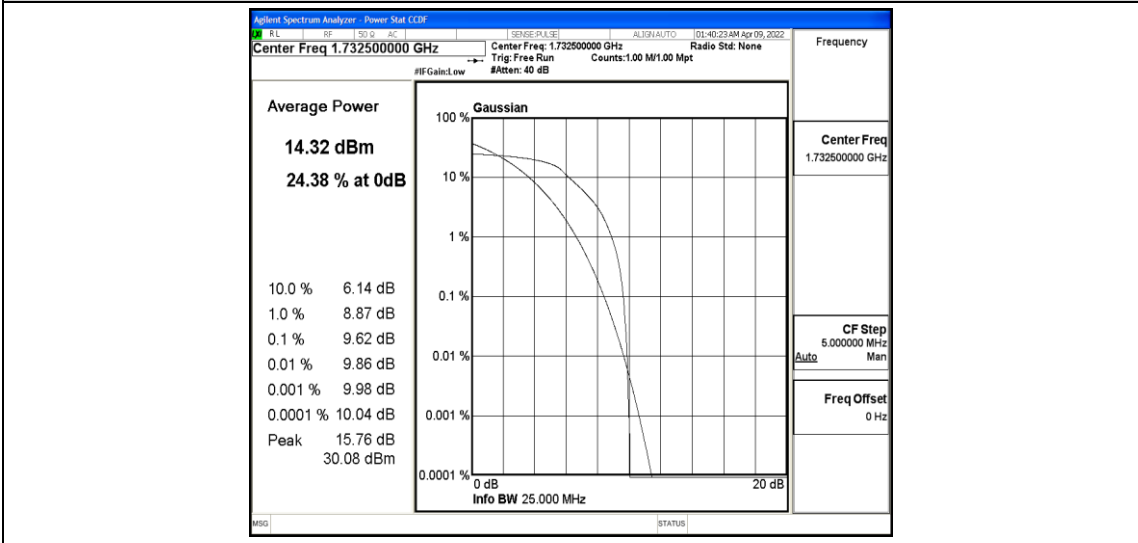 Agilent Spectrum Analyzer - Power Stat CCDF
LXI RL RF 50 Ω AC SENSE:PULSE ALIGNAUTO 01:40:23 AM Apr 09, 2022
Center Freq 1.732500000 GHz
Center Freq: 1.732500000 GHz Radio Std: None
Trig: Free Run Counts:1.00 M/1.00 Mpt
#IFGain:Low #Atten: 40 dB
Average Power
14.32 dBm
24.38 % at 0dB
10.0 % 6.14 dB
1.0 % 8.87 dB
0.1 % 9.62 dB
0.01 % 9.86 dB
0.001 % 9.98 dB
0.0001 % 10.04 dB
Peak 15.76 dB
30.08 dBm
Gaussian
100 %
10 %
1 %
0.1 %
0.01 %
0.001 %
0.0001 %
0 dB 20 dB
Info BW 25.000 MHz
Frequency
Center Freq
1.732500000 GHz
CF Step
5.000000 MHz
Auto Man
Freq Offset
0 Hz
MSG STATUS